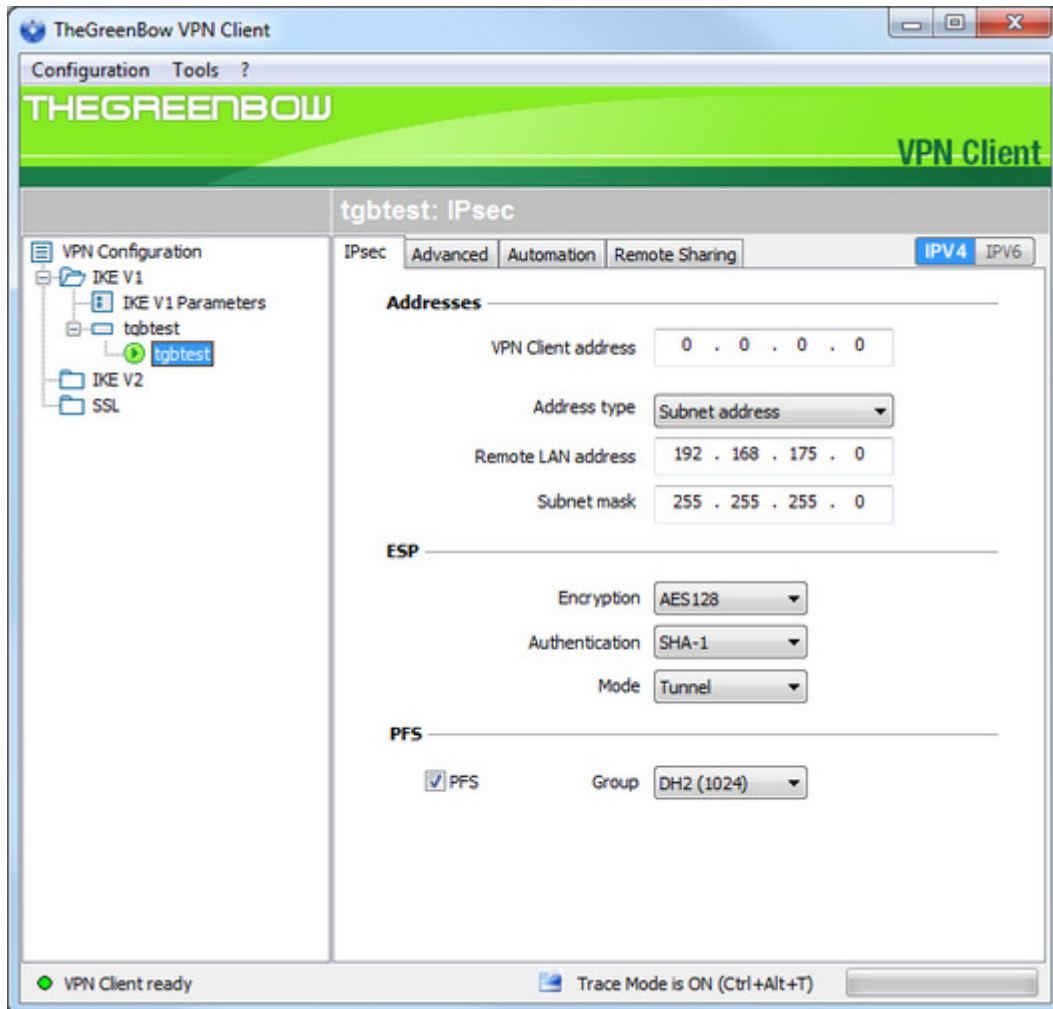 TheGreenBow VPN Client
Configuration Tools ?
THEGREENBOW
VPN Client
tgbtest: IPsec
VPN Configuration
IKE V1
IKE V1 Parameters
tgbtest
tgbtest
IKE V2
SSL
IPsec Advanced Automation Remote Sharing IPV4 IPV6
Addresses
VPN Client address 0 . 0 . 0 . 0
Address type Subnet address
Remote LAN address 192 . 168 . 175 . 0
Subnet mask 255 . 255 . 255 . 0
ESP
Encryption AES128
Authentication SHA-1
Mode Tunnel
PFS
PFS Group DH2 (1024)
VPN Client ready Trace Mode is ON (Ctrl+Alt+T)